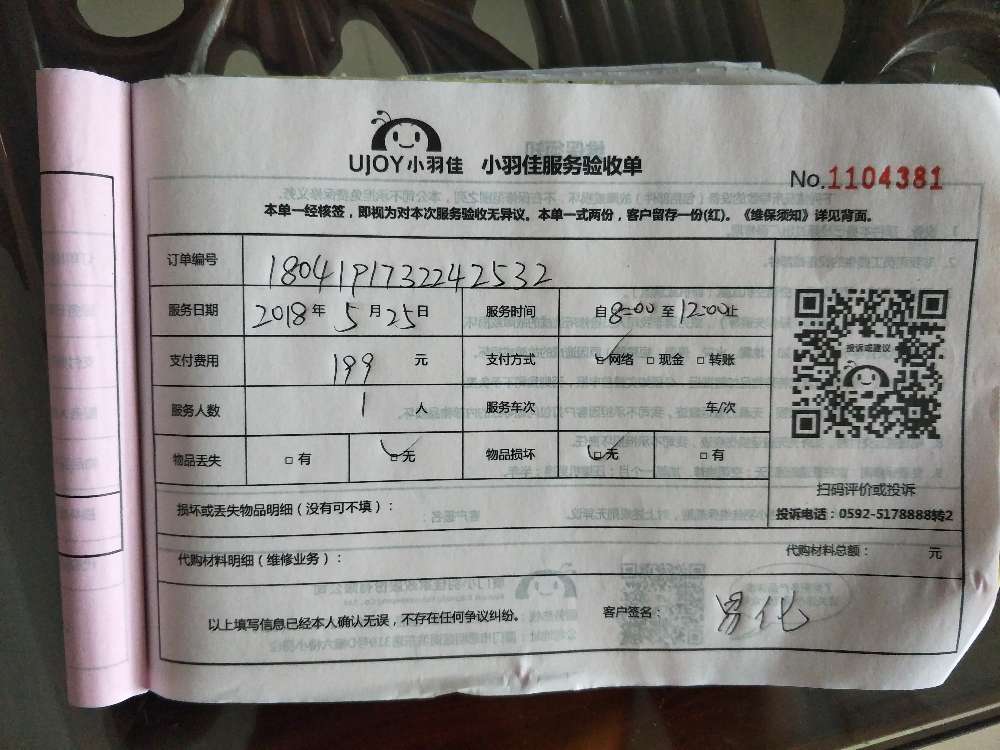 UJOY小羽佳 小羽佳服务验收单
No.1104381
本单一经核签，即视为对本次服务验收无异议。本单一式两份，客户留存一份(红)。《维保须知》详见背面。
订单编号 1804191732242532
服务日期 2018年5月25日 服务时间 自8:00至12:00止
支付费用 199 元 支付方式 网络 现金 转账
服务人数 1 人 服务车次 车/次
物品丢失 有 无 物品损坏 无 有
投诉或建议
扫码评价或投诉
投诉电话：0592-5178888转2
损坏或丢失物品明细（没有可不填）：
代购材料明细（维修业务）： 代购材料总额： 元
以上填写信息已经本人确认无误，不存在任何争议纠纷。 客户签名：